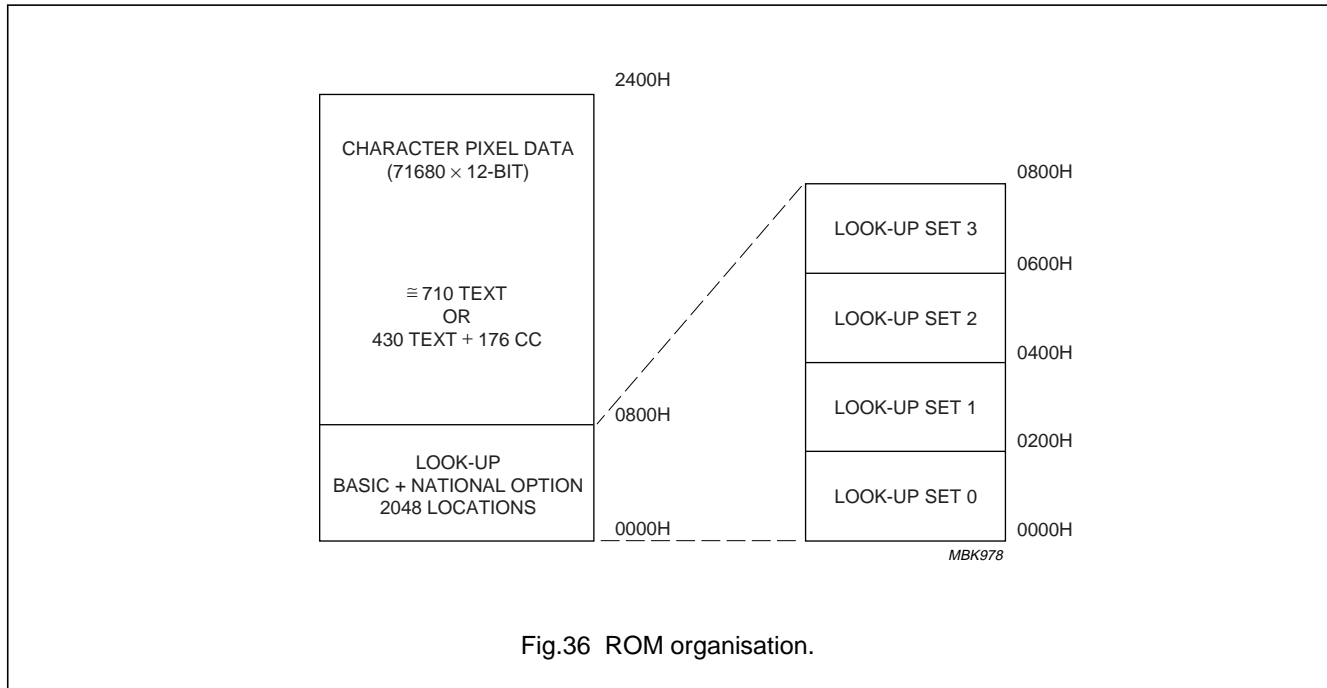 2400H
CHARACTER PIXEL DATA
(71680 × 12-BIT)
≅ 710 TEXT
OR
430 TEXT + 176 CC
0800H
LOOK-UP
BASIC + NATIONAL OPTION
2048 LOCATIONS
0000H
0800H
LOOK-UP SET 3
0600H
LOOK-UP SET 2
0400H
LOOK-UP SET 1
0200H
LOOK-UP SET 0
0000H
MBK978
Fig.36 ROM organisation.